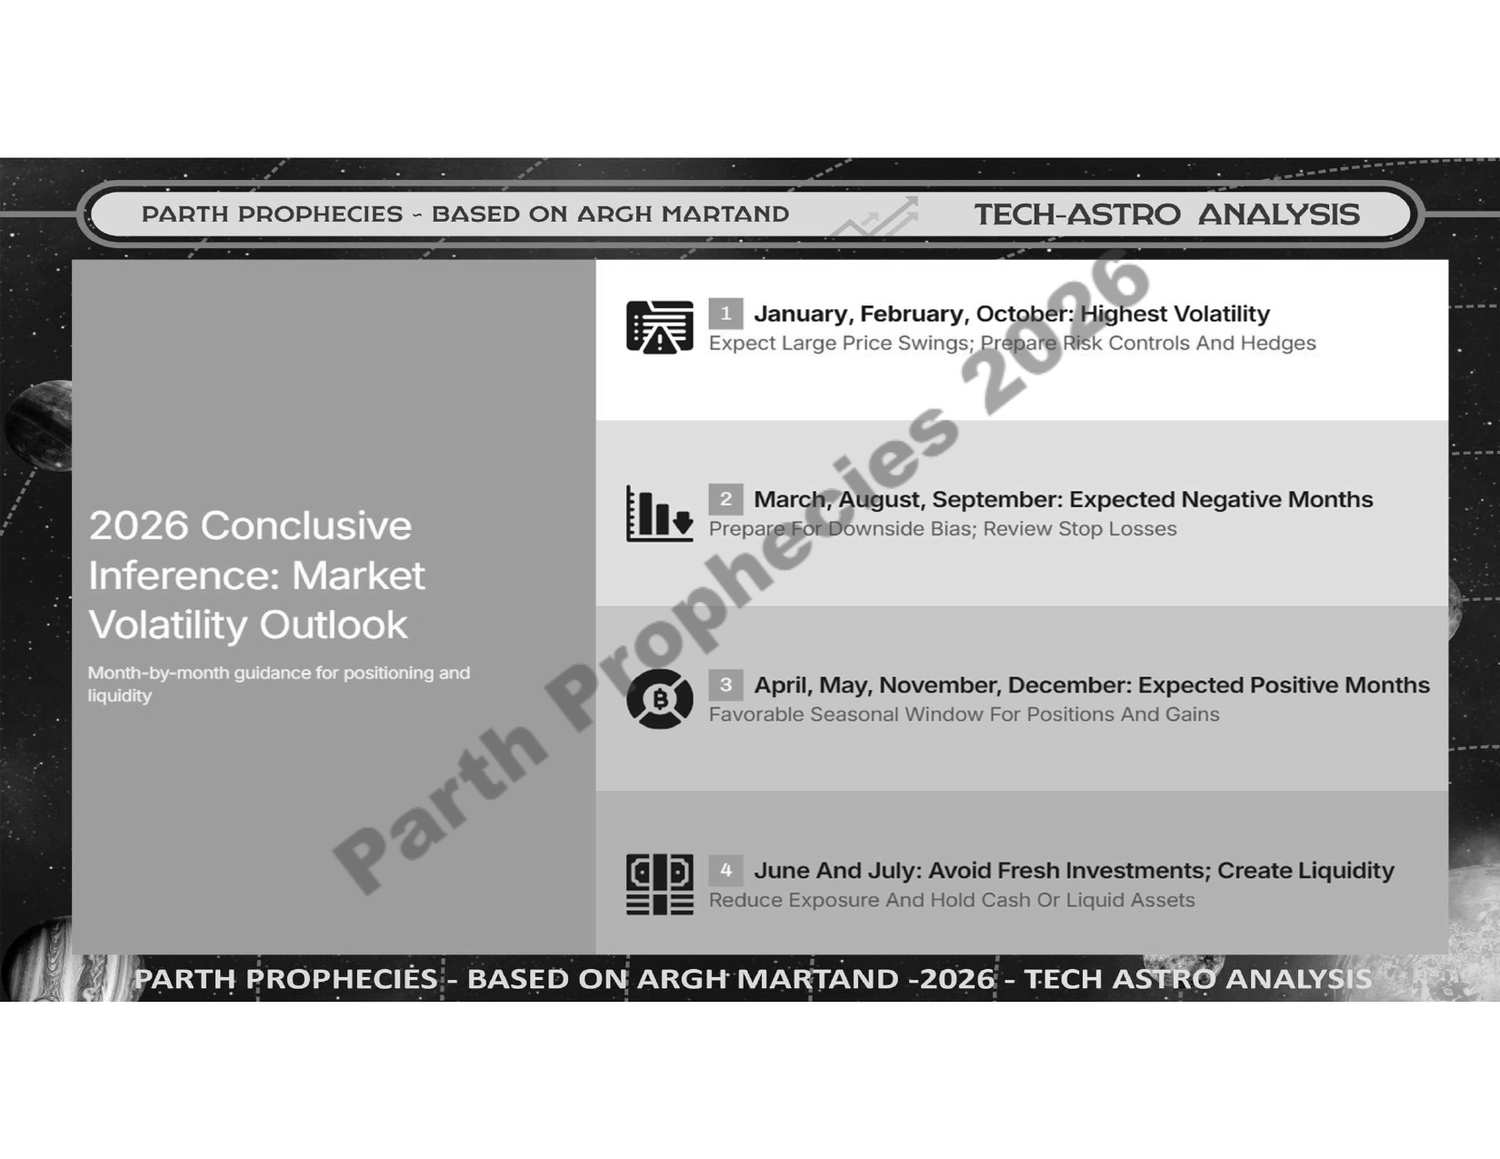 PARTH PROPHECIES ~ BASED ON ARGH MARTAND
TECH-ASTRO ANALYSIS
2026 Conclusive
Inference: Market
Volatility Outlook
Month-by-month guidance for positioning and
liquidity
1 January, February, October: Highest Volatility
Expect Large Price Swings; Prepare Risk Controls And Hedges
2 March, August, September: Expected Negative Months
Prepare For Downside Bias; Review Stop Losses
3 April, May, November, December: Expected Positive Months
Favorable Seasonal Window For Positions And Gains
4 June And July: Avoid Fresh Investments; Create Liquidity
Reduce Exposure And Hold Cash Or Liquid Assets
Parth Prophecies 2026
PARTH PROPHECIES - BASED ON ARGH MARTAND -2026 - TECH ASTRO ANALYSIS